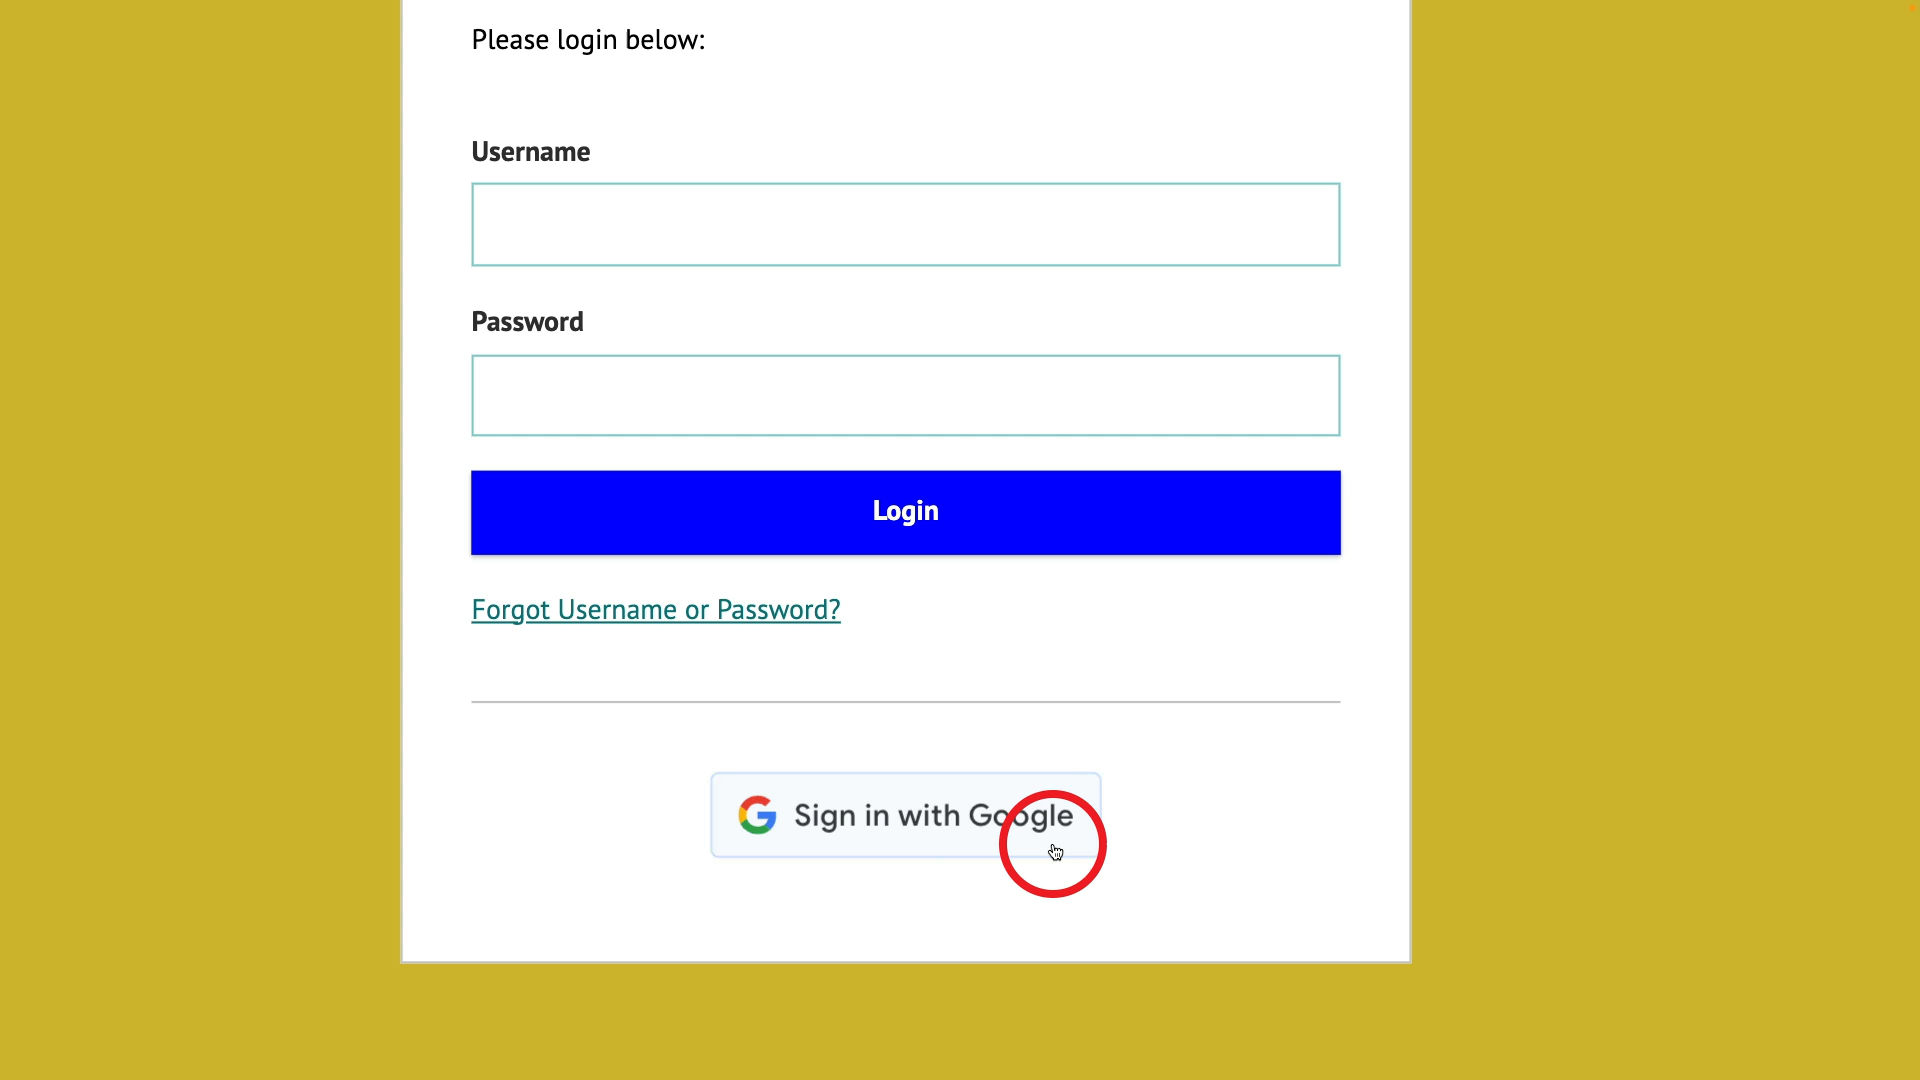 Please login below:
Username
Password
Login
Forgot Username or Password?
Sign in with Google